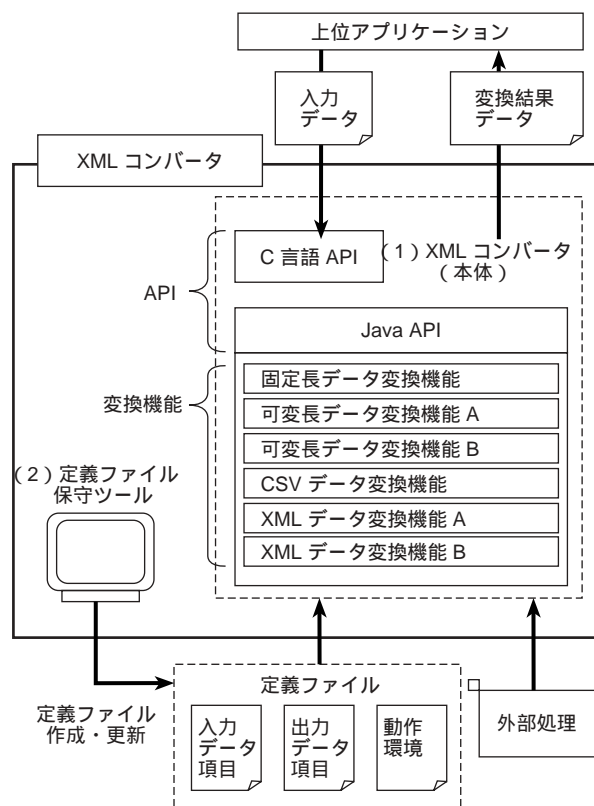 上位アプリケーション
入力
データ
変換結果
データ
XML コンバータ
C 言語 API
（1）XML コンバータ
（本体）
API
Java API
変換機能
固定長データ変換機能
可変長データ変換機能 A
可変長データ変換機能 B
CSV データ変換機能
XML データ変換機能 A
XML データ変換機能 B
（2）定義ファイル
保守ツール
定義ファイル
作成・更新
定義ファイル
入力
データ
項目
出力
データ
項目
動作
環境
外部処理